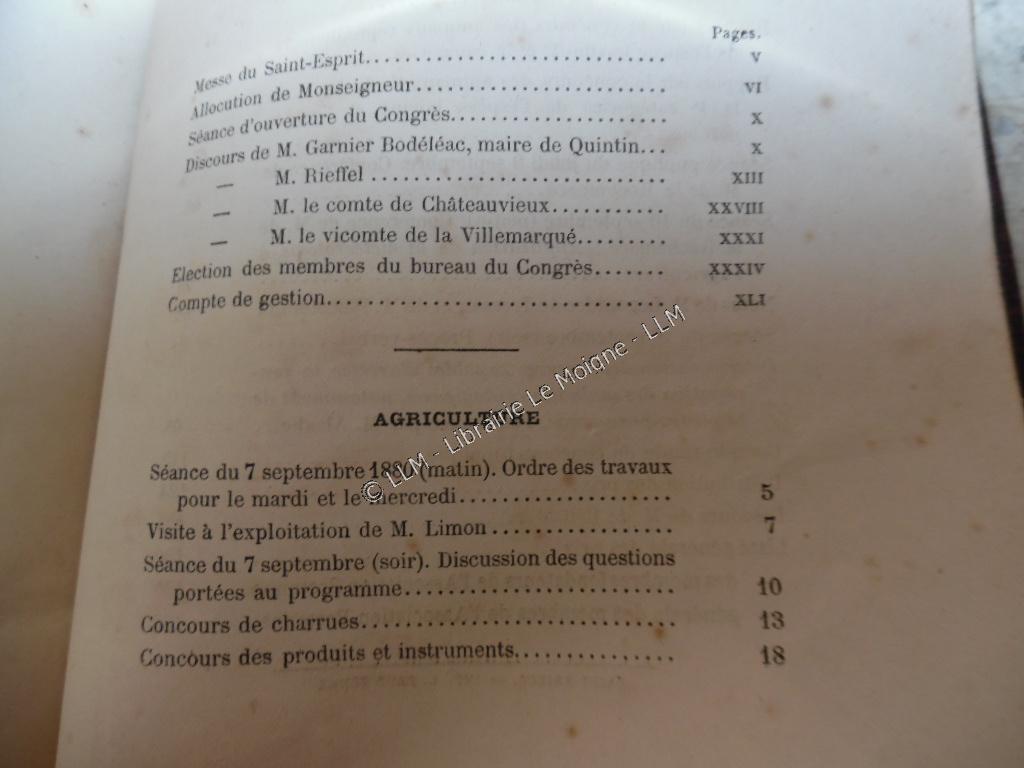 Pages.
Messe du Saint-Esprit.............................. V
Allocution de Monseigneur......................... VI
Séance d'ouverture du Congrès...................... X
Discours de M. Garnier Bodéléac, maire de Quintin... X
— M. Rieffel .............................. XIII
— M. le comte de Châteauvieux........... XXVIII
— M. le vicomte de la Villemarqué......... XXXI
Election des membres du bureau du Congrès....... XXXIV
Compte de gestion.................................. XLI
AGRICULTURE
Séance du 7 septembre 1880 (matin). Ordre des travaux
pour le mardi et le mercredi..................... 5
Visite à l'exploitation de M. Limon.................. 7
Séance du 7 septembre (soir). Discussion des questions
portées au programme........................... 10
Concours de charrues............................... 13
Concours des produits et instruments................ 18
© LLM - Librairie Le Moigne - LLM